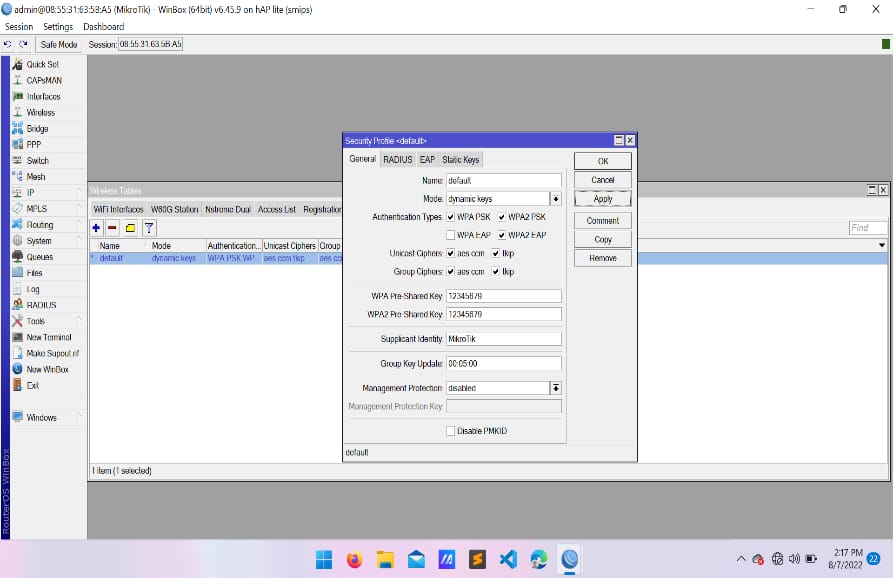 admin@08:55:31:63:5B:A5 (MikroTik) - WinBox (64bit) v6.45.9 on hAP lite (smips)
Session Settings Dashboard
Safe Mode Session: 08:55:31:63:5B:A5
Quick Set
CAPsMAN
Interfaces
Wireless
Bridge
PPP
Switch
Mesh
IP
MPLS
Routing
System
Queues
Files
Log
RADIUS
Tools
New Terminal
Make Supout.rif
New WinBox
Exit
Windows
RouterOS WinBox
Wireless Tables
WiFi Interfaces W60G Station Nstreme Dual Access List Registration
Find
Name Mode Authentication... Unicast Ciphers Group
* default dynamic keys WPA PSK WP aes ccm tkip aes cc
1 item (1 selected)
Security Profile <default>
General RADIUS EAP Static Keys
Name: default
Mode: dynamic keys
Authentication Types: WPA PSK WPA2 PSK
WPA EAP WPA2 EAP
Unicast Ciphers: aes ccm tkip
Group Ciphers: aes ccm tkip
WPA Pre-Shared Key: 12345679
WPA2 Pre-Shared Key: 12345679
Supplicant Identity: MikroTik
Group Key Update: 00:05:00
Management Protection: disabled
Management Protection Key:
Disable PMKID
default
OK
Cancel
Apply
Comment
Copy
Remove
2:17 PM
8/7/2022
22